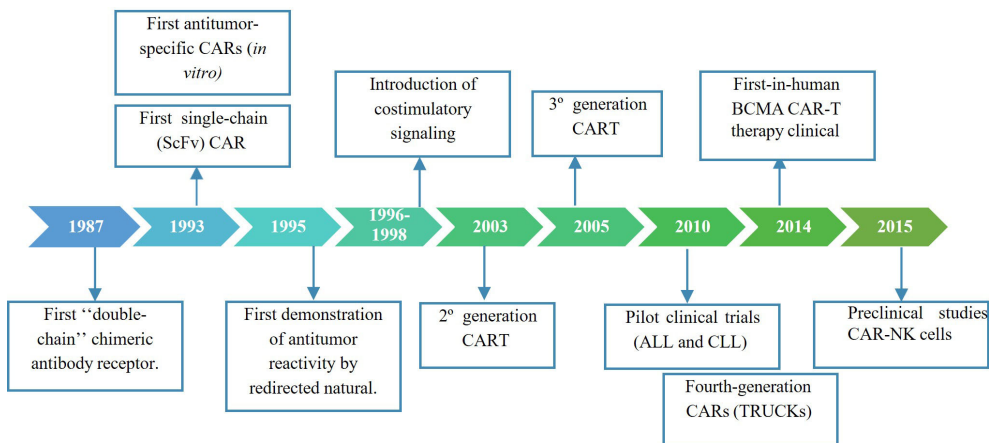 First antitumor-
specific CARs (in
vitro)
First single-chain
(ScFv) CAR
Introduction of
costimulatory
signaling
3º generation
CART
First-in-human
BCMA CAR-T
therapy clinical
1987
1993
1995
1996-
1998
2003
2005
2010
2014
2015
First ‘‘double-
chain’’ chimeric
antibody receptor.
First demonstration
of antitumor
reactivity by
redirected natural.
2º generation
CART
Pilot clinical trials
(ALL and CLL)
Fourth-generation
CARs (TRUCKs)
Preclinical studies
CAR-NK cells